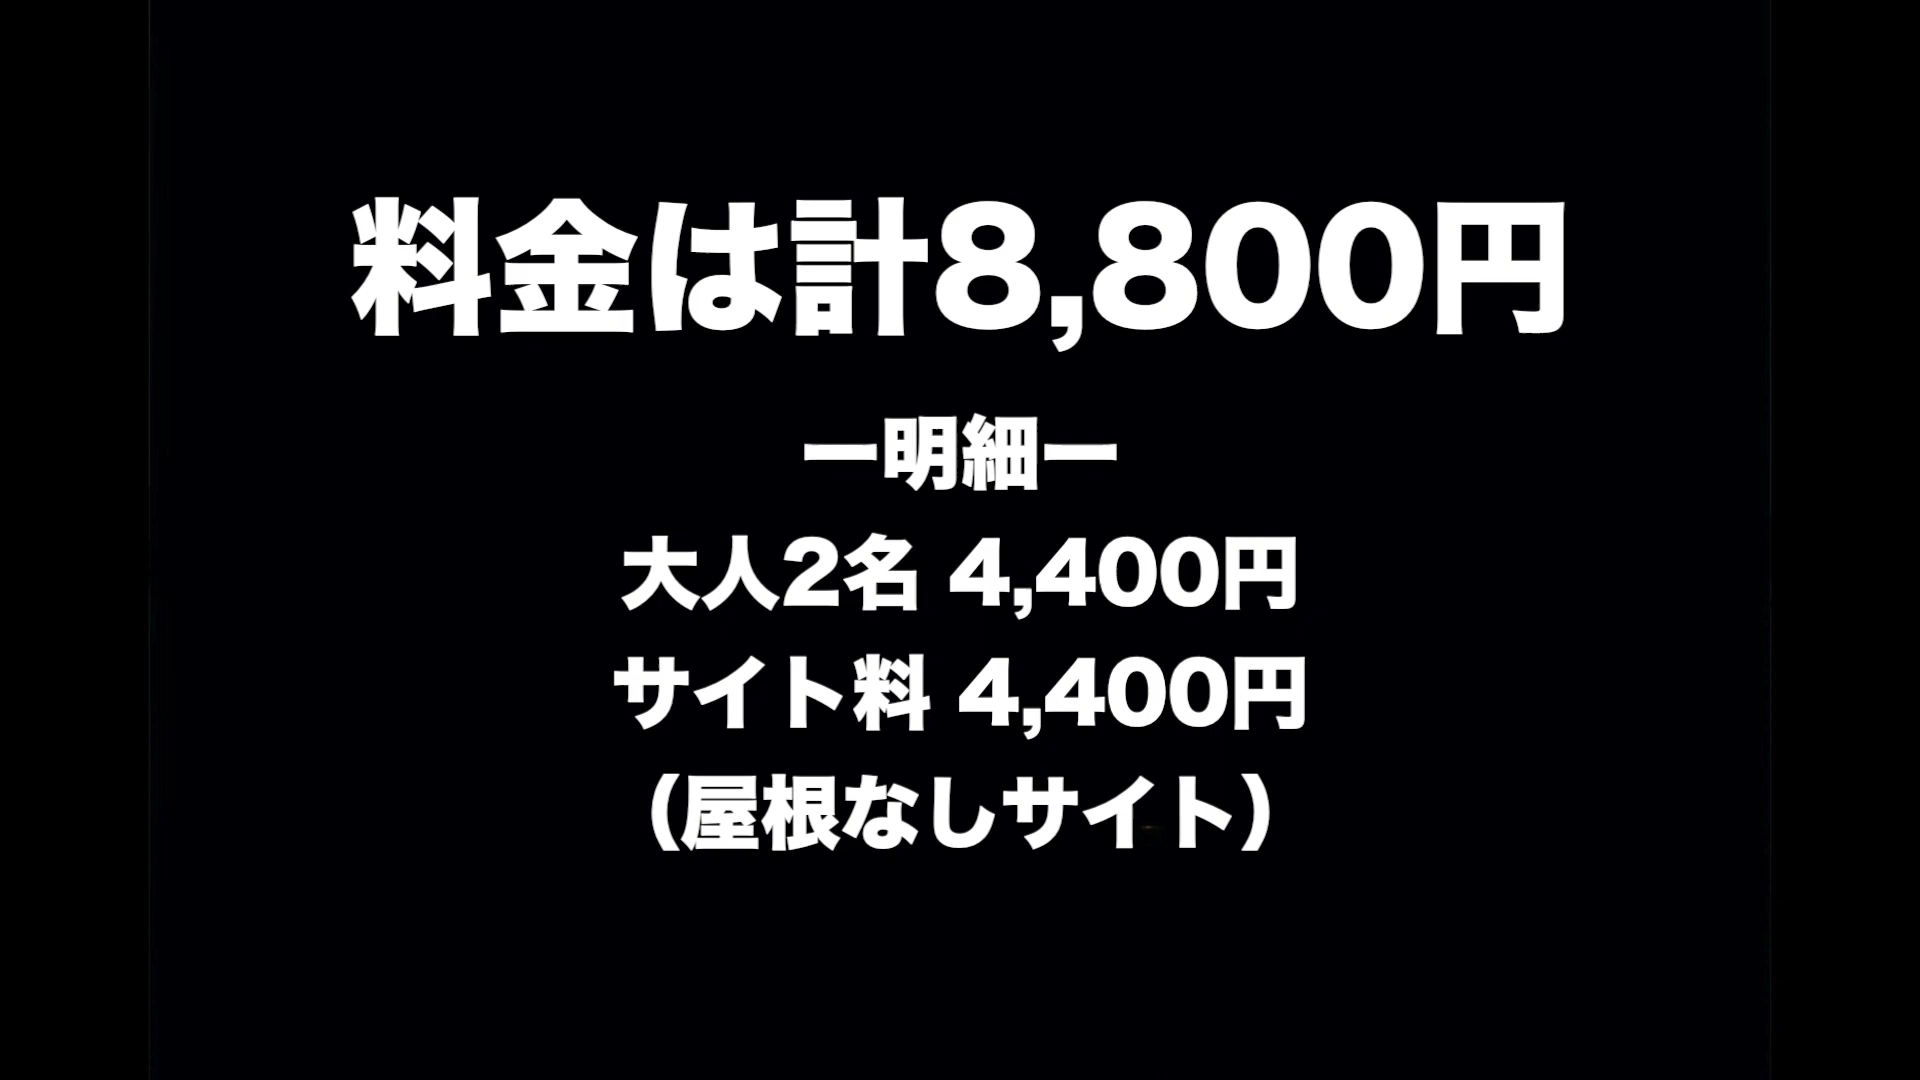 料金は計8,800円
ー明細ー
大人2名 4,400円
サイト料 4,400円
（屋根なしサイト）